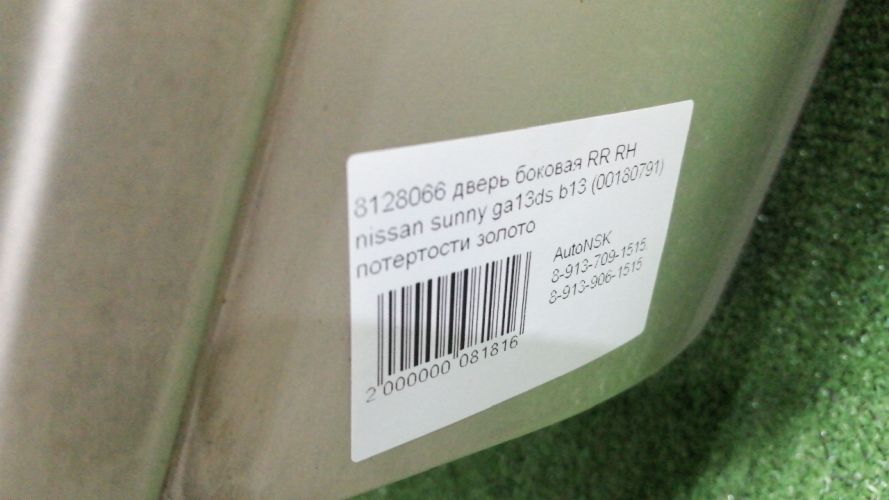 8128066 дверь боковая RR RH
nissan sunny ga13ds b13 (00180791)
потертости золото
AutoNSK
8-913-709-1515,
8-913-906-1515
2 000000 081816